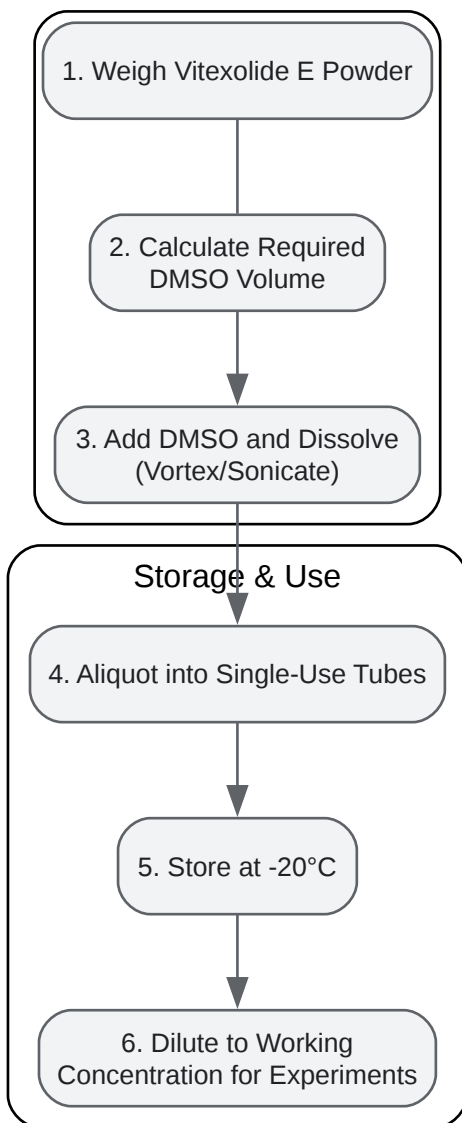 1. Weigh Vitexolide E Powder
2. Calculate Required
DMSO Volume
3. Add DMSO and Dissolve
(Vortex/Sonicate)
Storage & Use
4. Aliquot into Single-Use Tubes
5. Store at -20°C
6. Dilute to Working
Concentration for Experiments